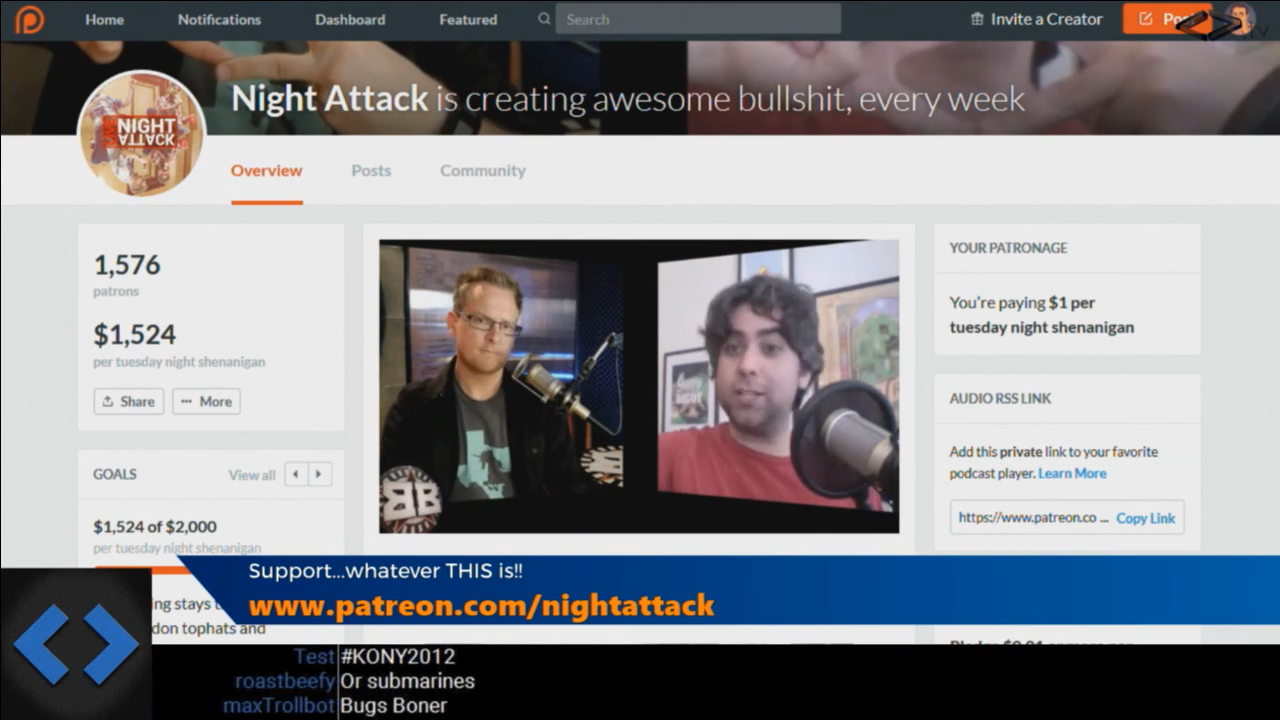 Home Notifications Dashboard Featured Search Invite a Creator
Night Attack is creating awesome bullshit, every week
NIGHT
ATTACK
Overview Posts Community
1,576
patrons
$1,524
per tuesday night shenanigan
Share ··· More
GOALS View all
$1,524 of $2,000
per tuesday night shenanigan
ing stays
don tophats and
BB
YOUR PATRONAGE
You're paying $1 per
tuesday night shenanigan
AUDIO RSS LINK
Add this private link to your favorite
podcast player. Learn More
https://www.patreon.co ... Copy Link
Support...whatever THIS is!!
www.patreon.com/nightattack
Test #KONY2012
roastbeefy Or submarines
maxTrollbot Bugs Boner